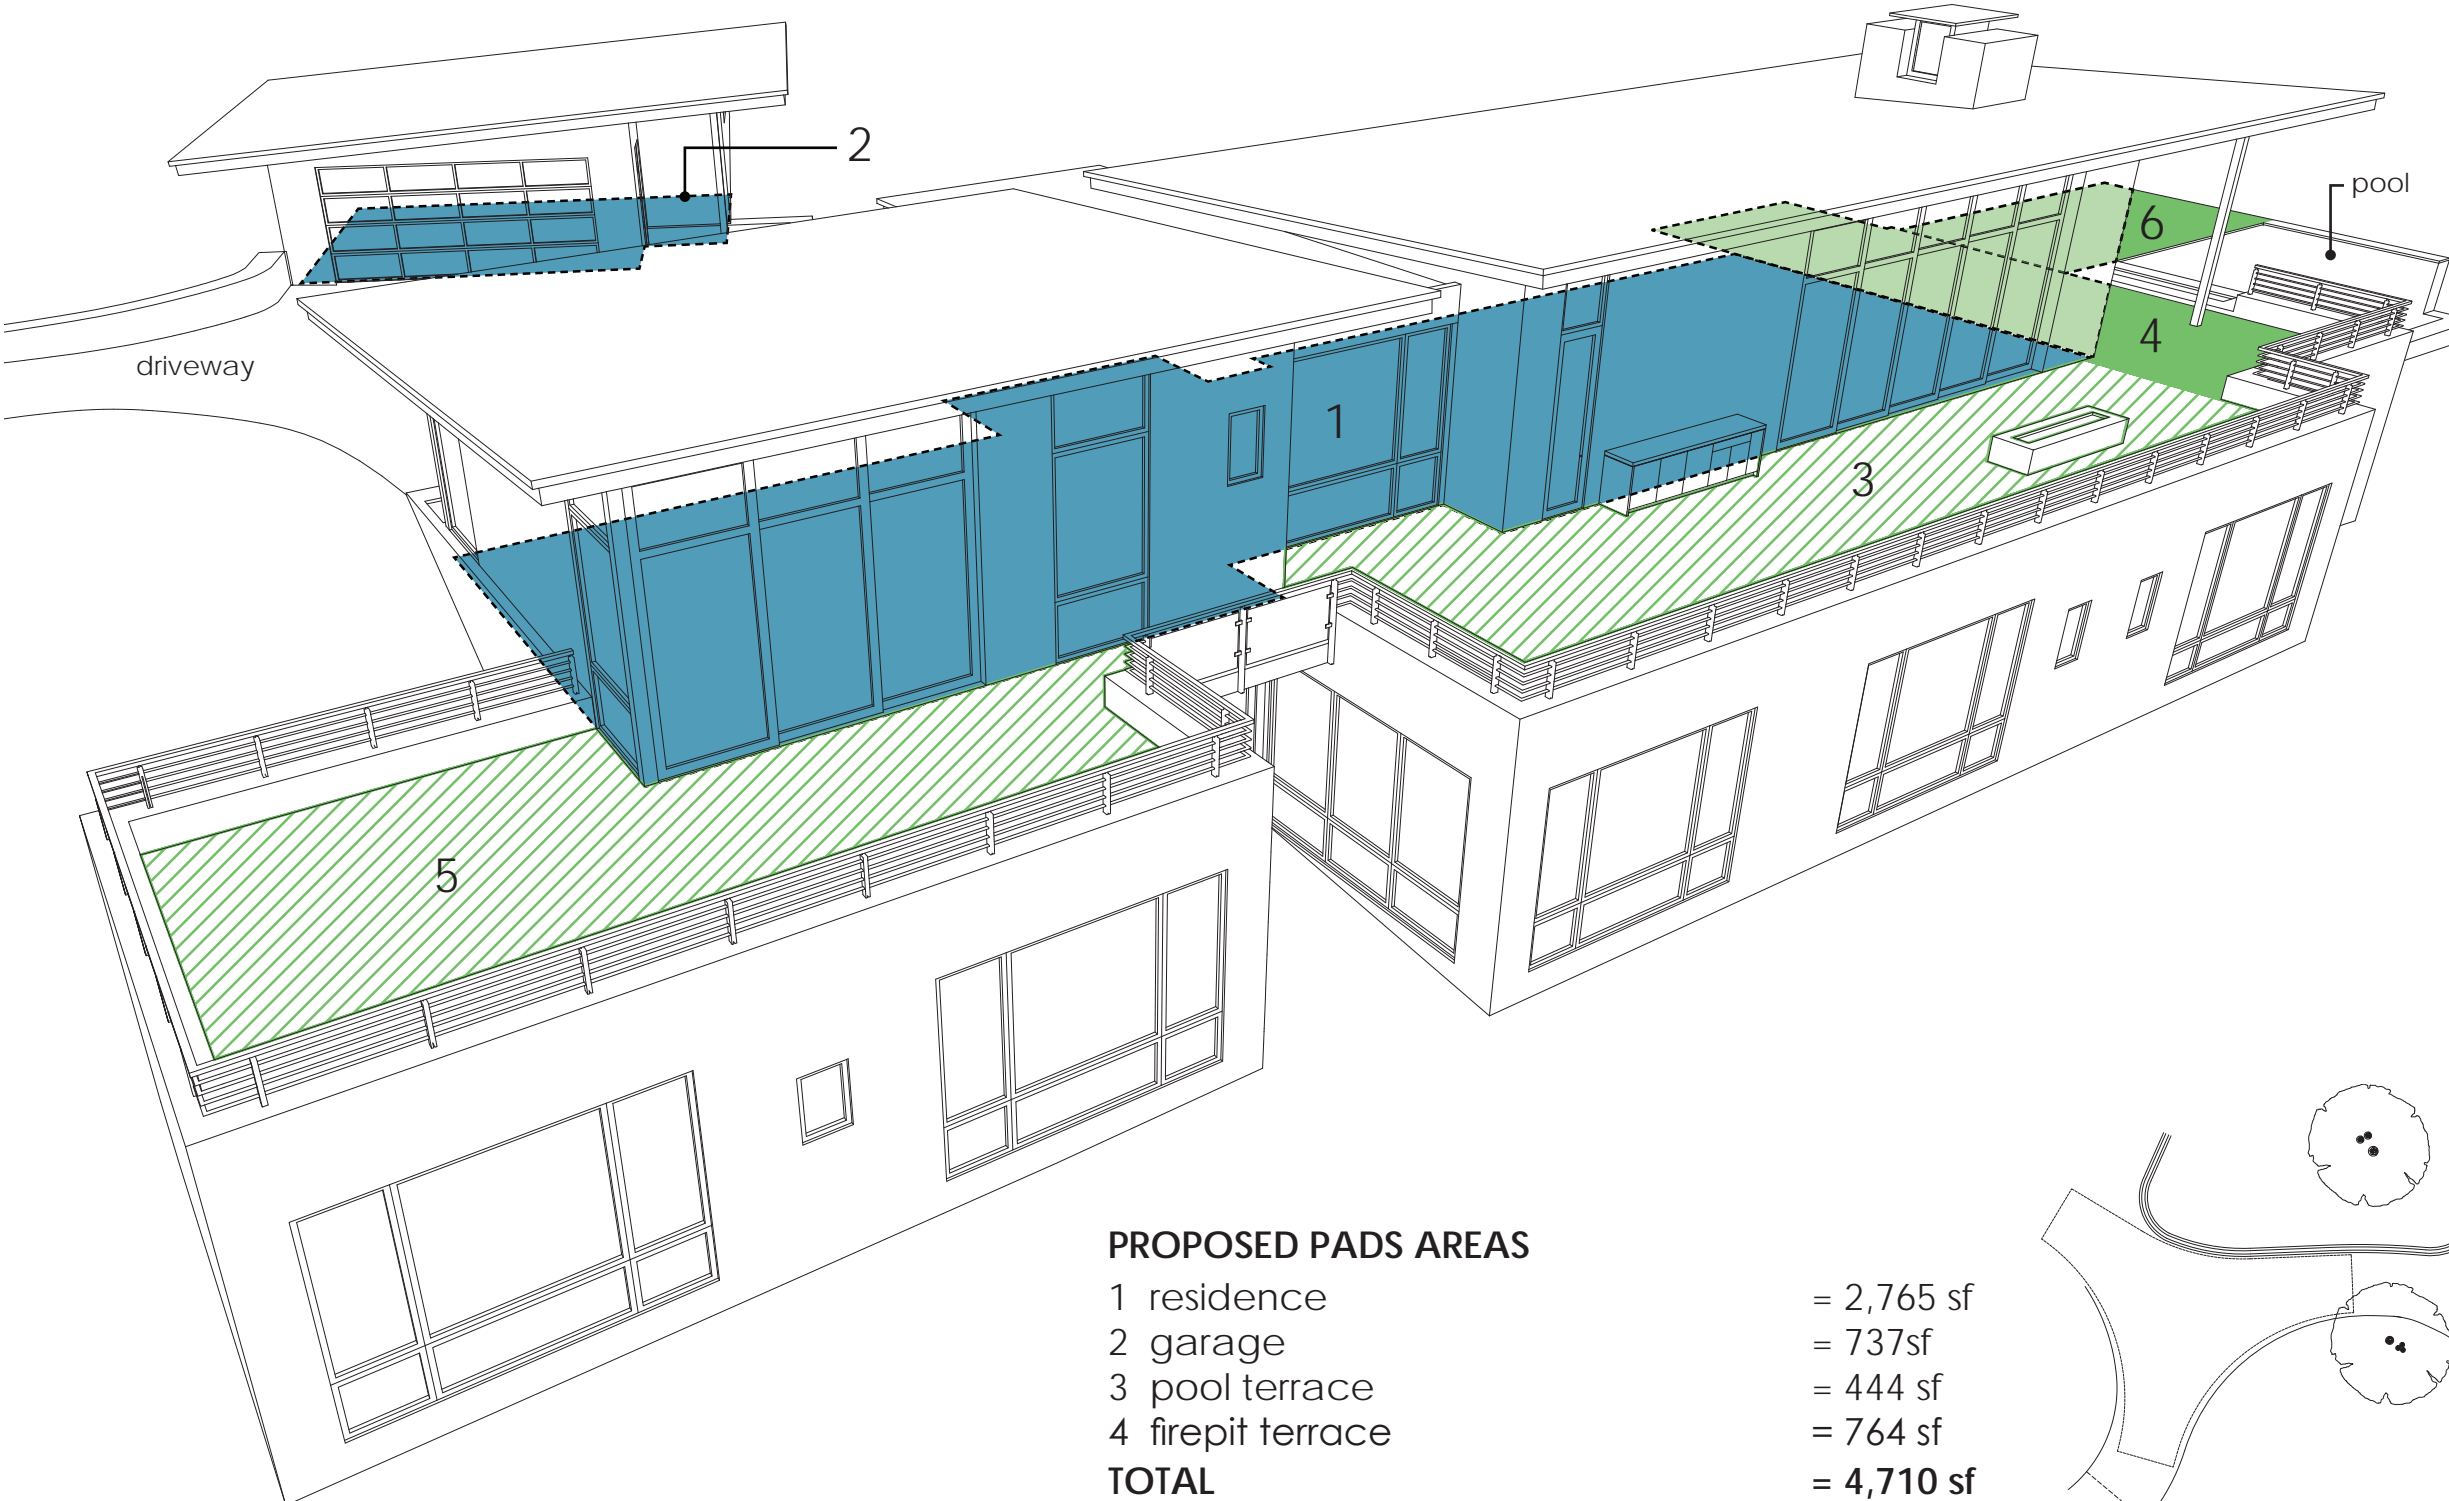 2
pool
6
4
driveway
1
3
5
PROPOSED PADS AREAS
1 residence = 2,765 sf
2 garage = 737sf
3 pool terrace = 444 sf
4 firepit terrace = 764 sf
TOTAL = 4,710 sf